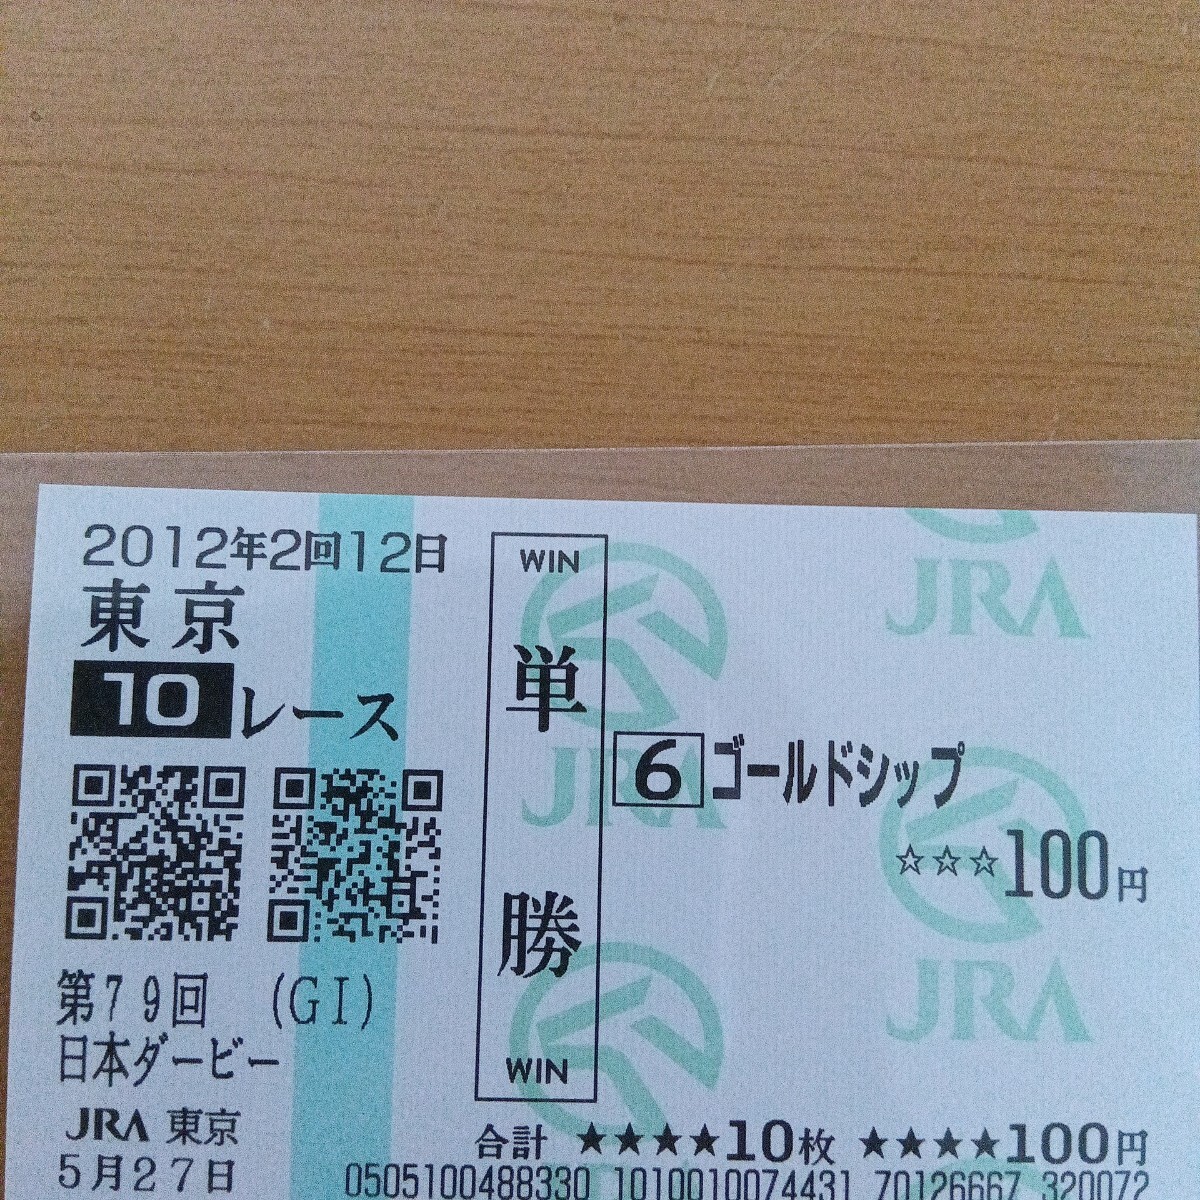 2012年2回12日
東京
10レース
第79回 (GI)
日本ダービー
JRA 東京
5月27日
WIN
単勝
WIN
6 ゴールドシップ
☆☆☆100円
合計 ★★★★10枚 ★★★★100円
0505100488330 1010010074431 70126667 320072
JRA
JRA
JRA